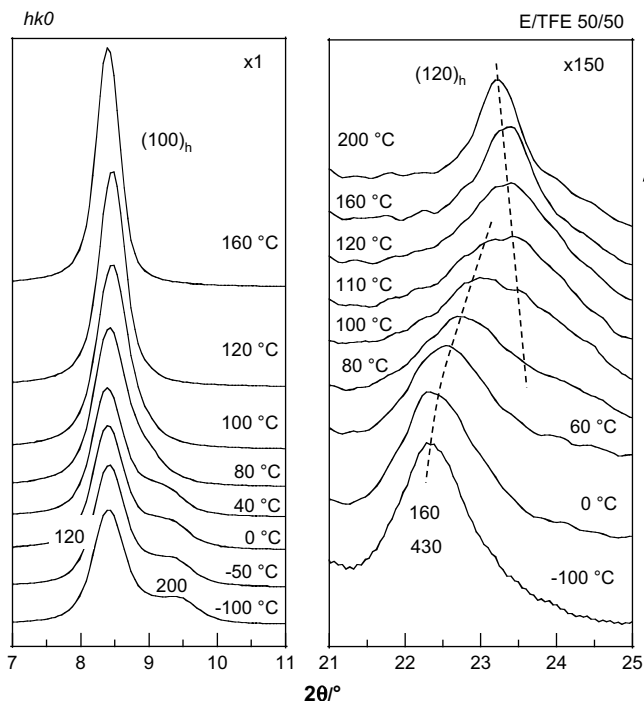 hk0
E/TFE 50/50
x1
(100)h
160 °C
120 °C
100 °C
80 °C
40 °C
0 °C
-50 °C
-100 °C
120
200
7 8 9 10 11
x150
(120)h
200 °C
160 °C
120 °C
110 °C
100 °C
80 °C
60 °C
0 °C
-100 °C
160
430
21 22 23 24 25
2θ/°